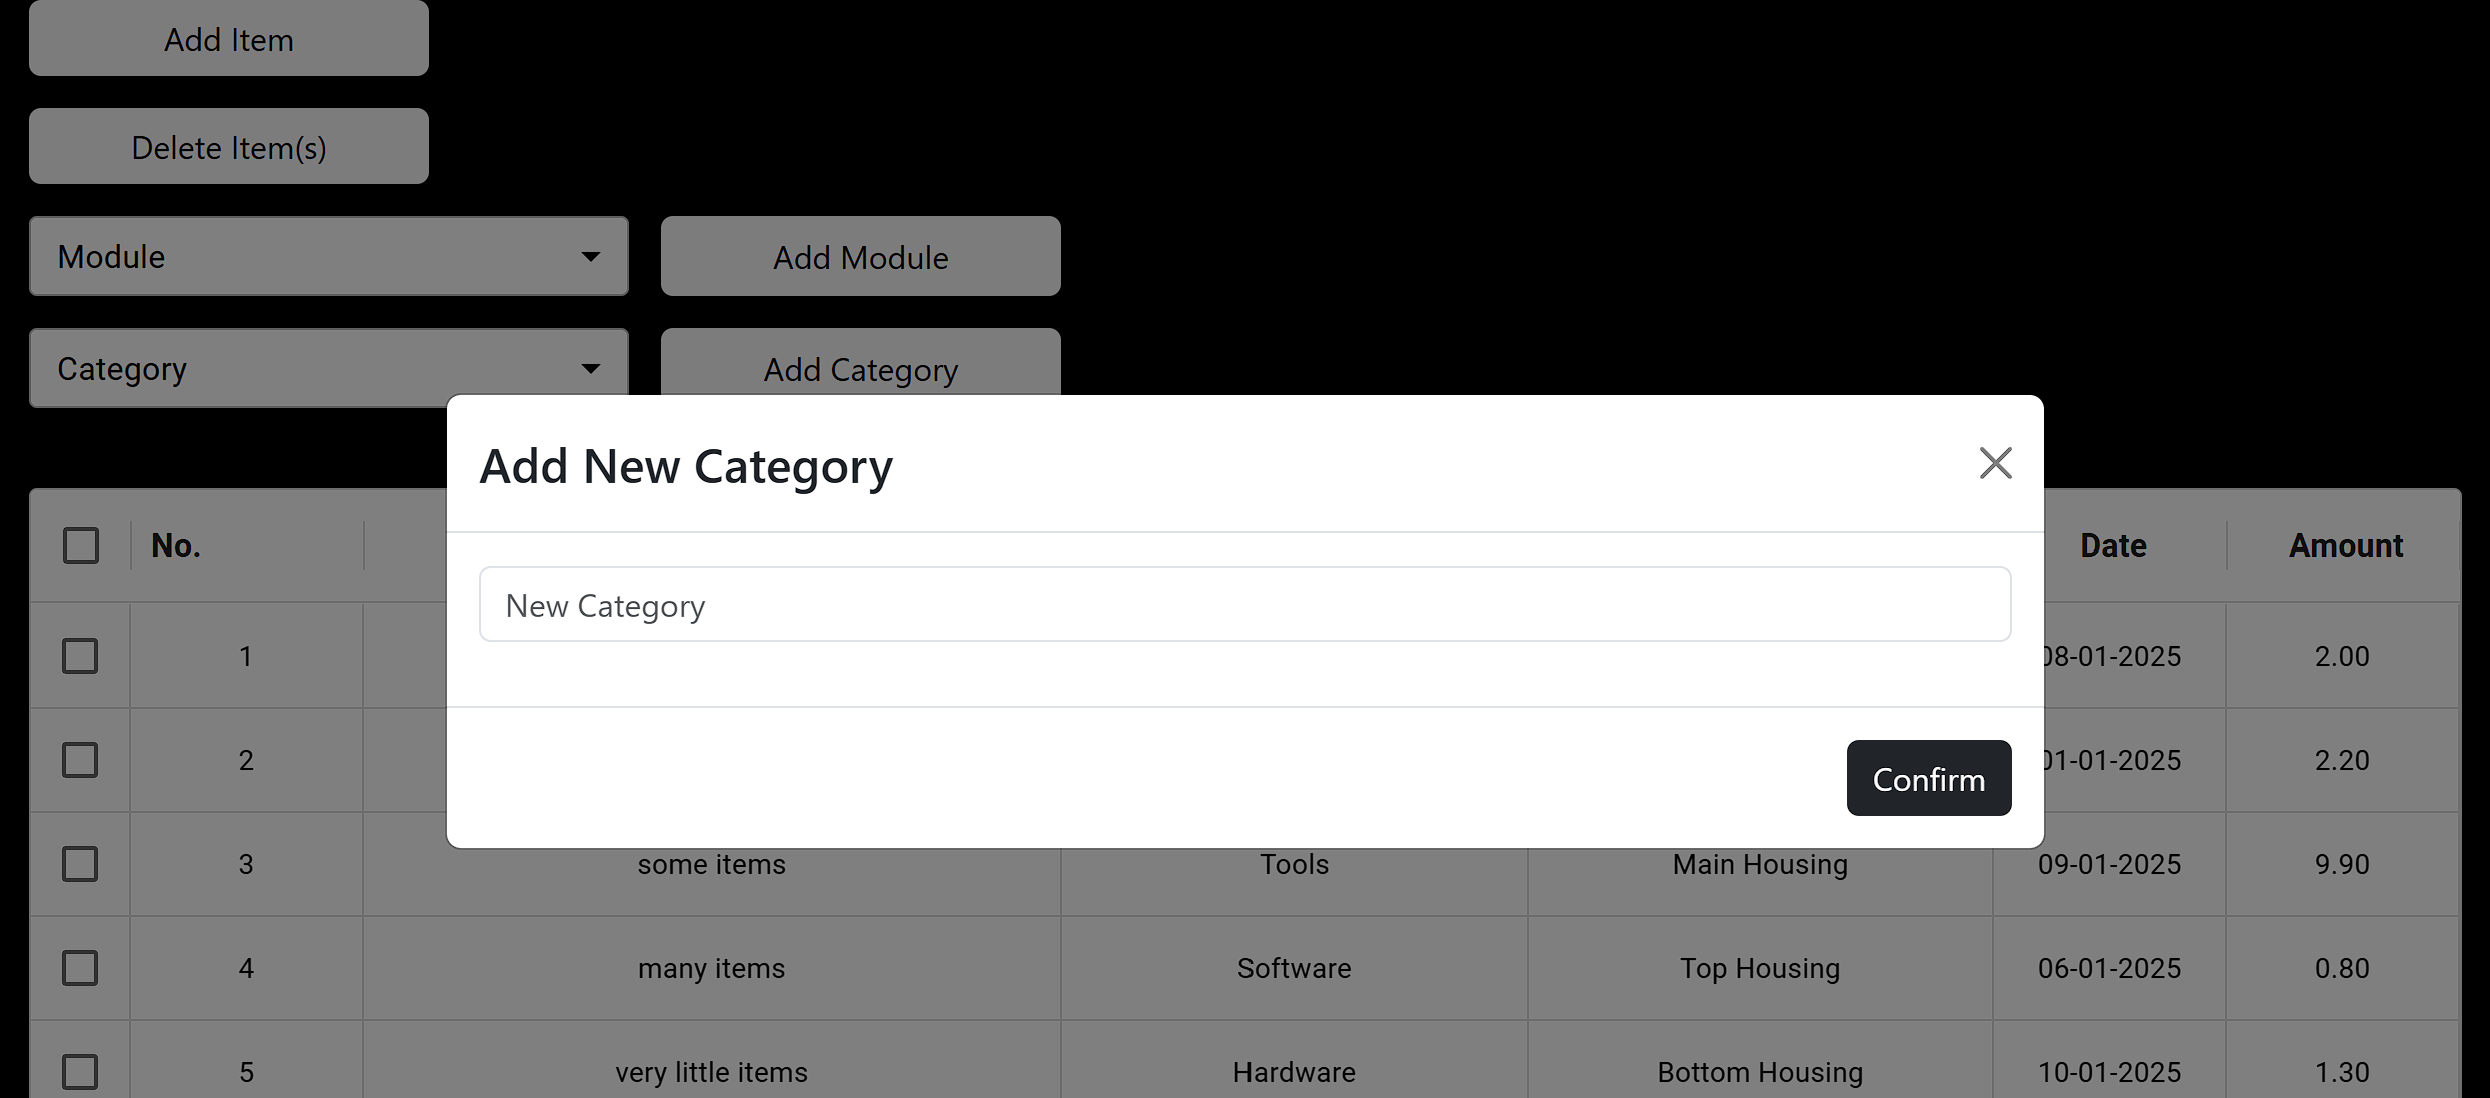 Add Item
Delete Item(s)
Module
Add Module
Category
Add Category
Add New Category
New Category
Confirm
No. Date Amount
1 08-01-2025 2.00
2 01-01-2025 2.20
3 some items Tools Main Housing 09-01-2025 9.90
4 many items Software Top Housing 06-01-2025 0.80
5 very little items Hardware Bottom Housing 10-01-2025 1.30